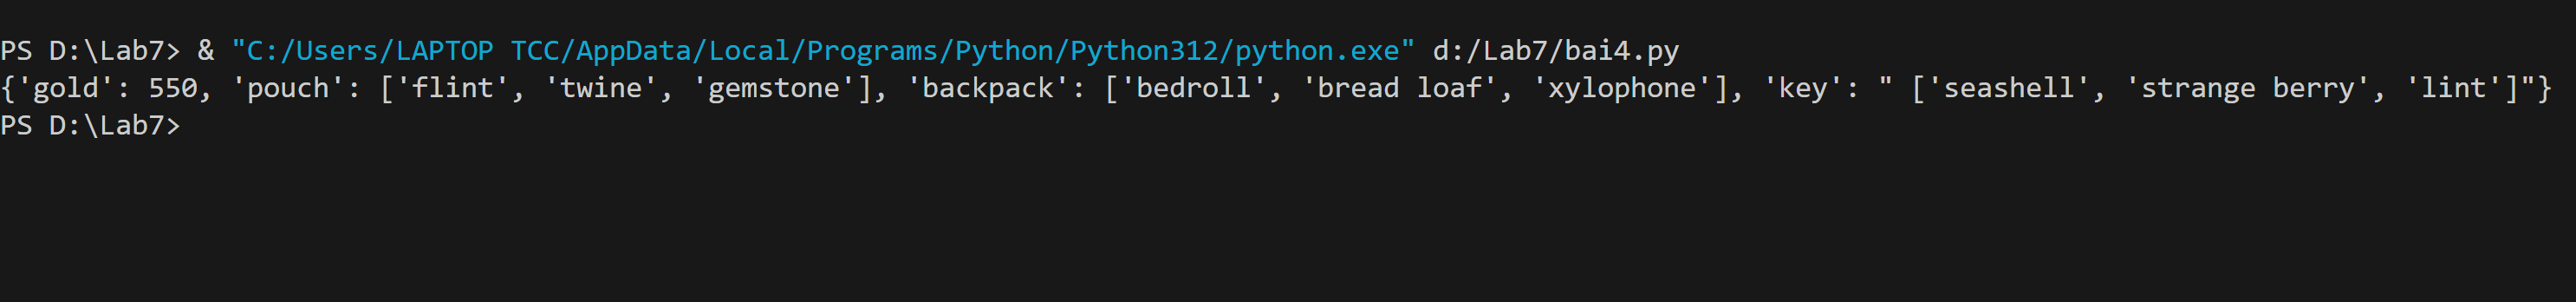 PS D:\Lab7> & "C:/Users/LAPTOP TCC/AppData/Local/Programs/Python/Python312/python.exe" d:/Lab7/bai4.py
{'gold': 550, 'pouch': ['flint', 'twine', 'gemstone'], 'backpack': ['bedroll', 'bread loaf', 'xylophone'], 'key': " ['seashell', 'strange berry', 'lint']"}
PS D:\Lab7>